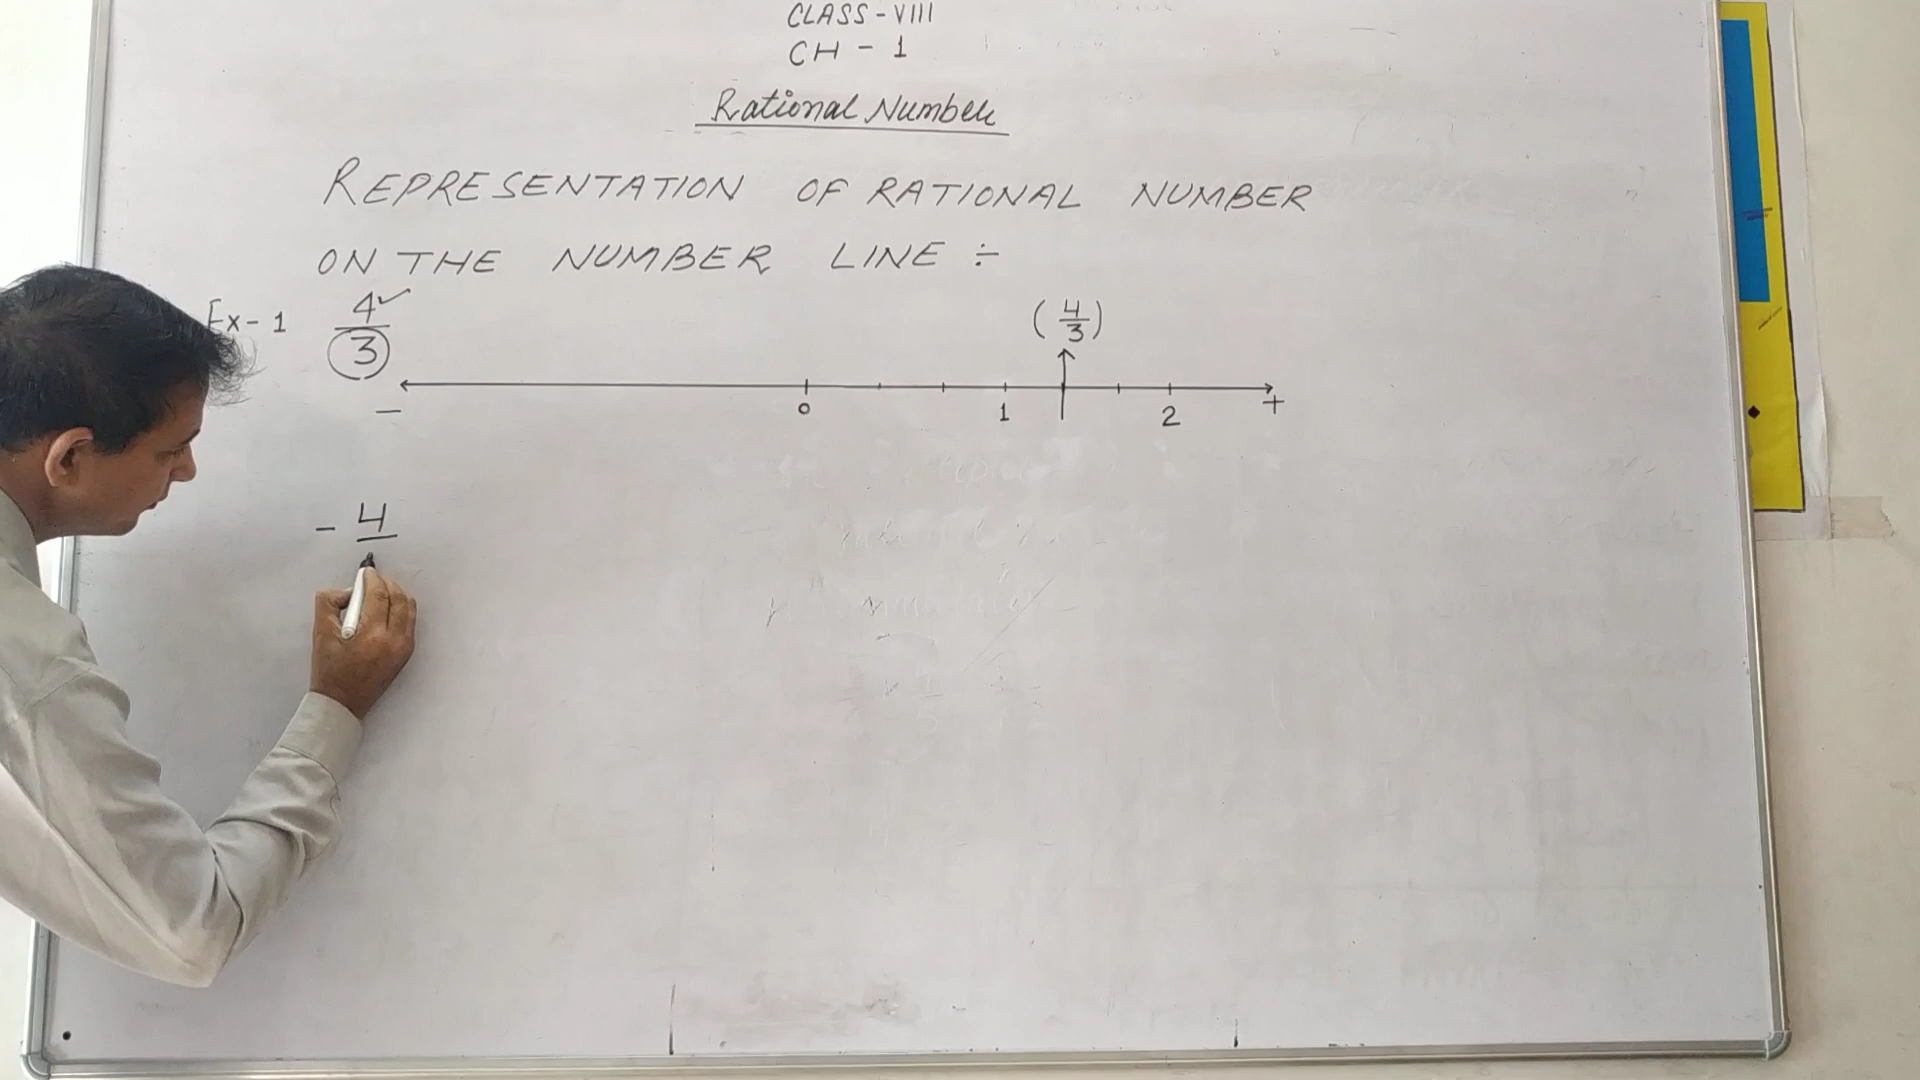 CLASS - VIII
CH - 1
Rational Number
REPRESENTATION OF RATIONAL NUMBER
ON THE NUMBER LINE ÷
Ex- 1 4/3 ✓
(4/3)
− 0 1 2 +
- 4